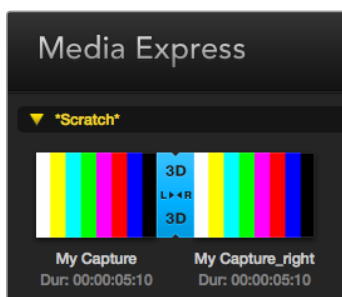 Media Express
*Scratch*
3D
L R
3D
My Capture My Capture_right
Dur: 00:00:05:10 Dur: 00:00:05:10